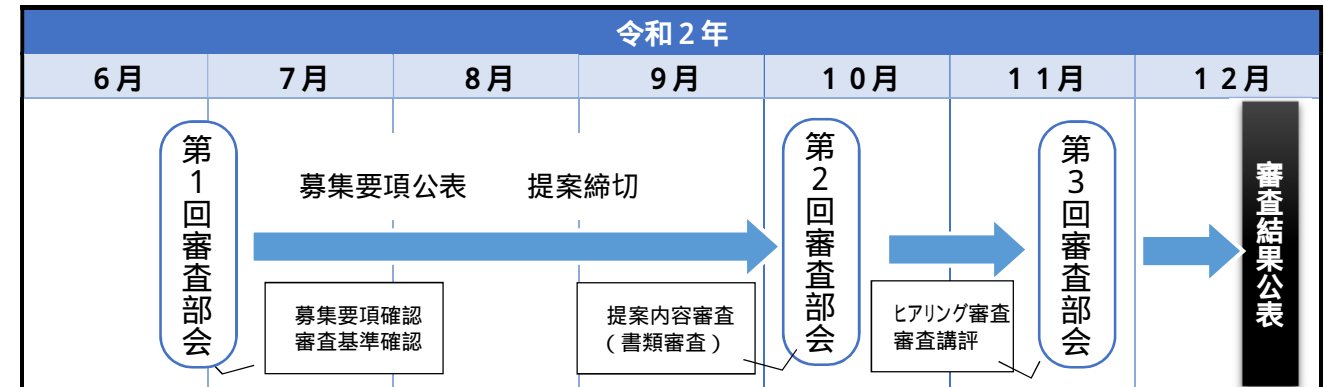 令和2年
6月 7月 8月 9月 10月 11月 12月
第1回審査部会
募集要項公表 提案締切
第2回審査部会
第3回審査部会
審査結果公表
募集要項確認
審査基準確認
提案内容審査
(書類審査)
ヒアリング審査
審査講評